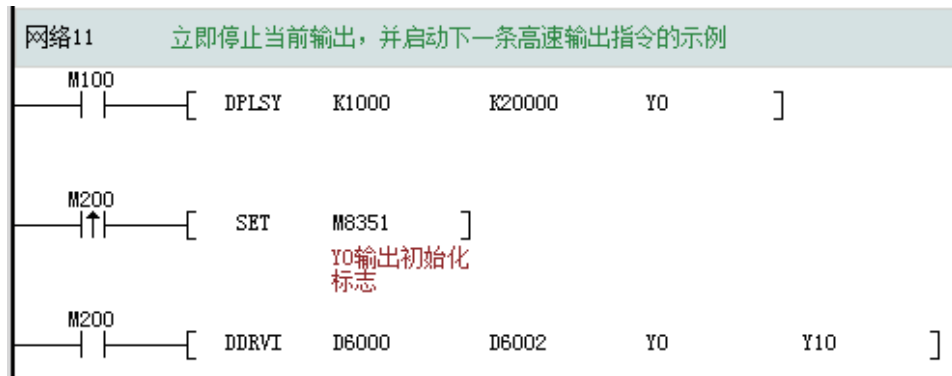 网络11 立即停止当前输出，并启动下一条高速输出指令的示例
M100
[ DPLSY K1000 K20000 Y0 ]
M200
[ SET M8351 ]
Y0输出初始化
标志
M200
[ DDRVI D6000 D6002 Y0 Y10 ]